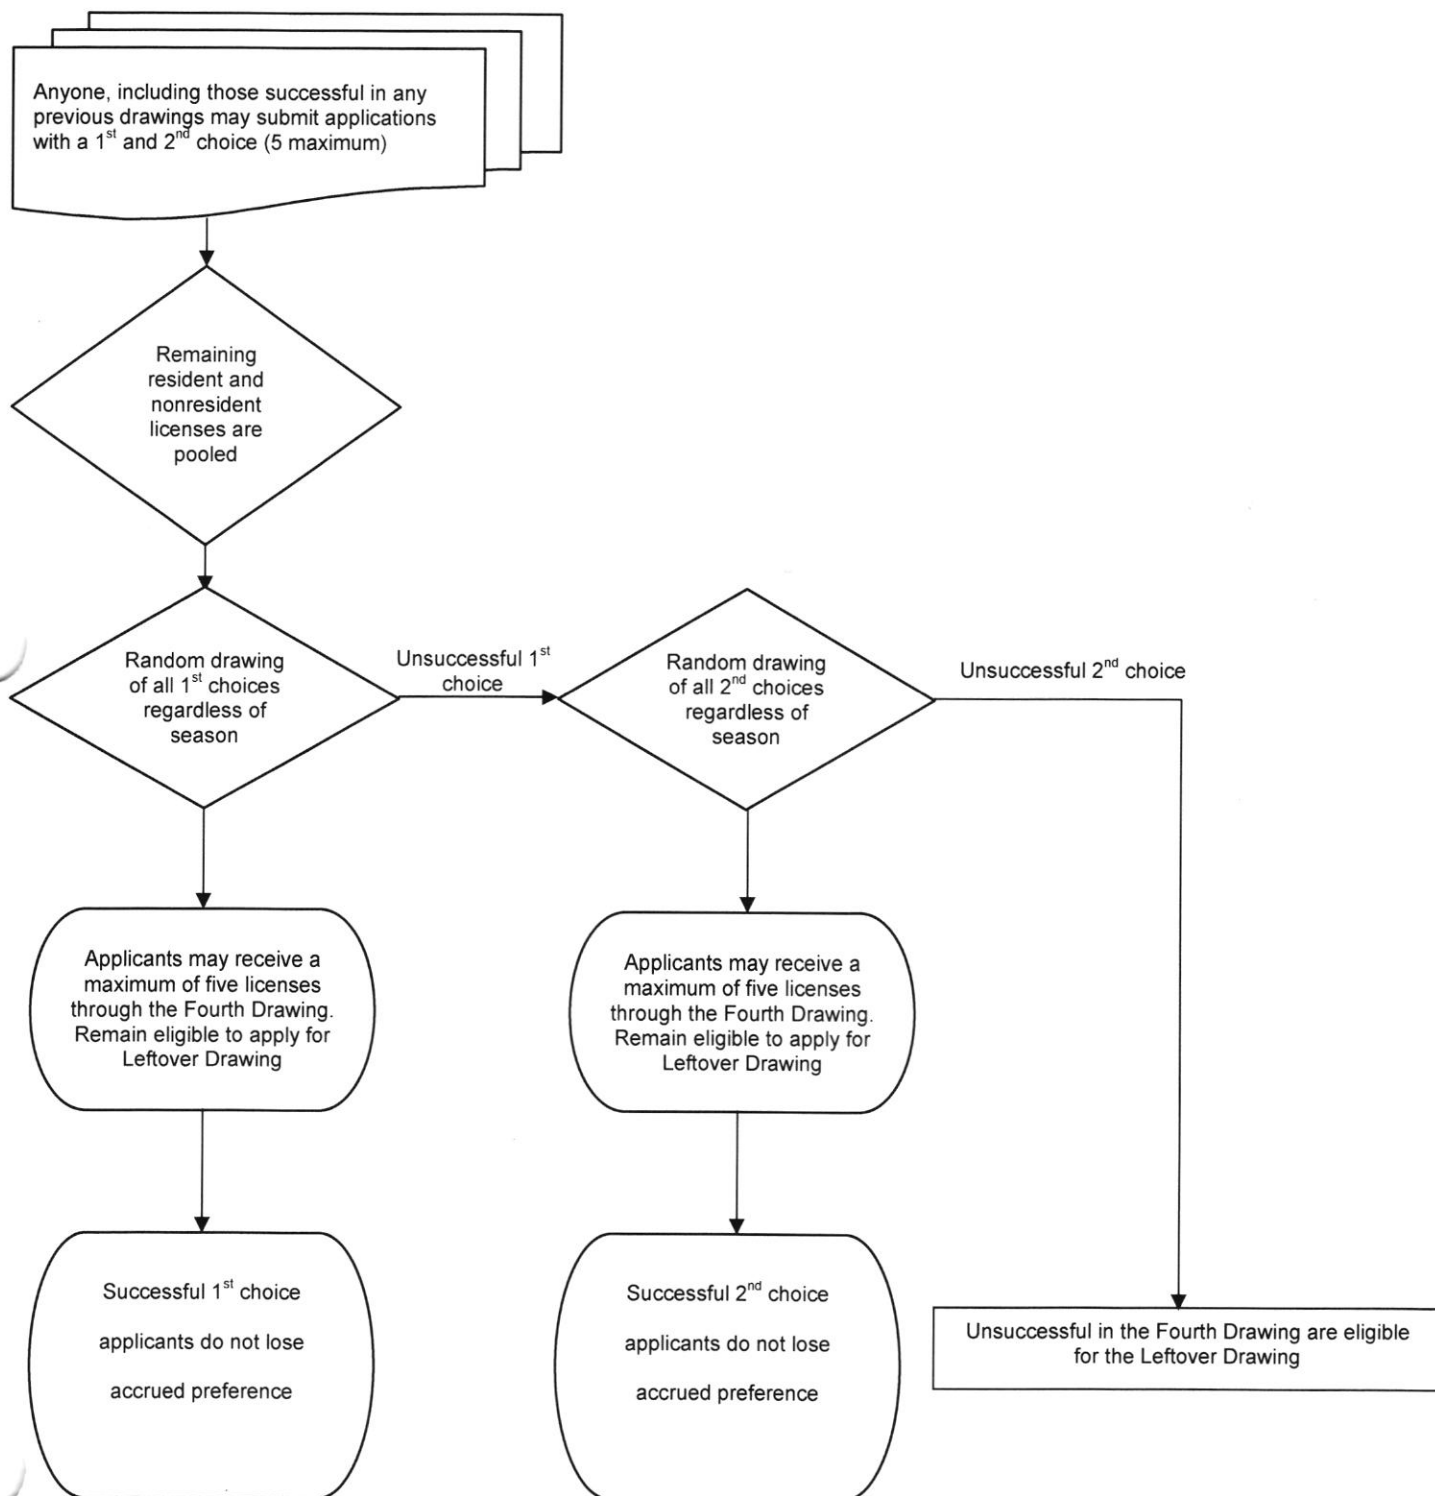 Anyone, including those successful in any
previous drawings may submit applications
with a 1st and 2nd choice (5 maximum)
Remaining
resident and
nonresident
licenses are
pooled
Random drawing
of all 1st choices
regardless of
season
Unsuccessful 1st
choice
Random drawing
of all 2nd choices
regardless of
season
Unsuccessful 2nd choice
Applicants may receive a
maximum of five licenses
through the Fourth Drawing.
Remain eligible to apply for
Leftover Drawing
Applicants may receive a
maximum of five licenses
through the Fourth Drawing.
Remain eligible to apply for
Leftover Drawing
Successful 1st choice
applicants do not lose
accrued preference
Successful 2nd choice
applicants do not lose
accrued preference
Unsuccessful in the Fourth Drawing are eligible
for the Leftover Drawing